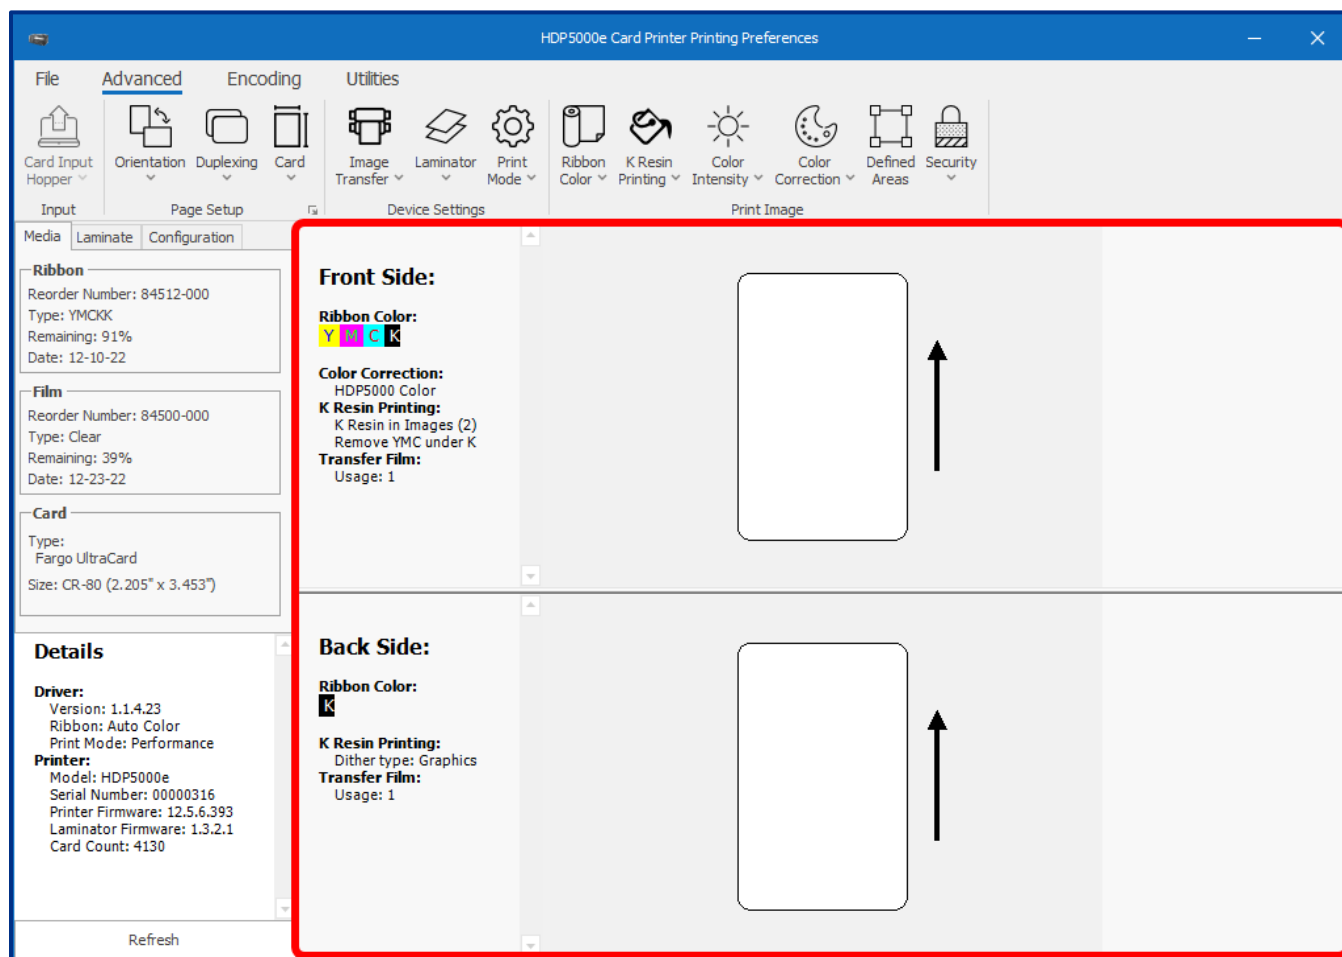 HDP5000e Card Printer Printing Preferences
File Advanced Encoding Utilities
Card Input Hopper
Orientation
Duplexing
Card
Image Transfer
Laminator
Print Mode
Ribbon Color
K Resin Printing
Color Intensity
Color Correction
Defined Areas
Security
Input
Page Setup
Device Settings
Print Image
Media Laminate Configuration
Ribbon
Reorder Number: 84512-000
Type: YMCKK
Remaining: 91%
Date: 12-10-22
Film
Reorder Number: 84500-000
Type: Clear
Remaining: 39%
Date: 12-23-22
Card
Type:
Fargo UltraCard
Size: CR-80 (2.205" x 3.453")
Details
Driver:
Version: 1.1.4.23
Ribbon: Auto Color
Print Mode: Performance
Printer:
Model: HDP5000e
Serial Number: 00000316
Printer Firmware: 12.5.6.393
Laminator Firmware: 1.3.2.1
Card Count: 4130
Refresh
Front Side:
Ribbon Color:
Y M C K
Color Correction:
HDP5000 Color
K Resin Printing:
K Resin in Images (2)
Remove YMC under K
Transfer Film:
Usage: 1
Back Side:
Ribbon Color:
K
K Resin Printing:
Dither type: Graphics
Transfer Film:
Usage: 1